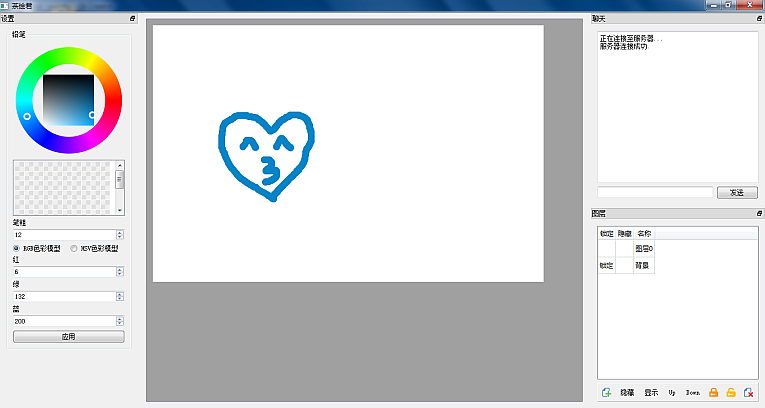 茶绘君
设置
铅笔
笔粗
12
RGB色彩模型 HSV色彩模型
红
6
绿
132
蓝
200
应用
聊天
正在连接至服务器...
服务器连接成功
发送
图层
锁定 隐藏 名称
图层0
锁定 背景
隐藏 显示 Up Down